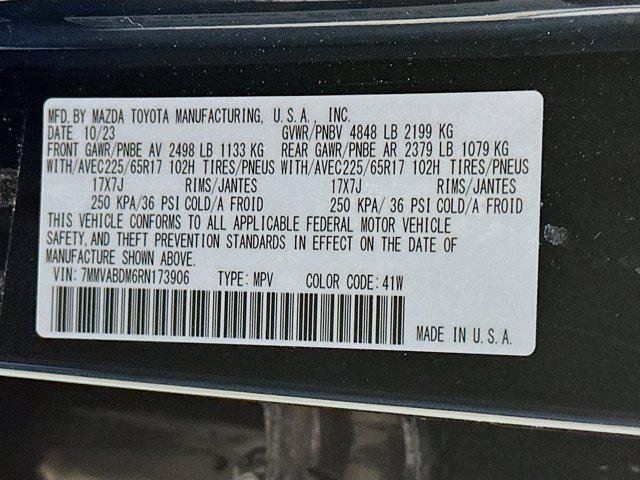 MFD. BY MAZDA TOYOTA MANUFACTURING, U.S.A., INC.
DATE 10/23 GVWR/PNBV 4848 LB 2199 KG
FRONT GAWR/PNBE AV 2498 LB 1133 KG REAR GAWR/PNBE AR 2379 LB 1079 KG
WITH/AVEC225/65R17 102H TIRES/PNEUS WITH/AVEC225/65R17 102H TIRES/PNEUS
17X7J RIMS/JANTES 17X7J RIMS/JANTES
250 KPA/36 PSI COLD/A FROID 250 KPA/ 36 PSI COLD/A FROID
THIS VEHICLE CONFORMS TO ALL APPLICABLE FEDERAL MOTOR VEHICLE
SAFETY, AND THEFT PREVENTION STANDARDS IN EFFECT ON THE DATE OF
MANUFACTURE SHOWN ABOVE.
VIN: 7MMVABDM6RN173906 TYPE: MPV COLOR CODE: 41W
MADE IN U.S.A.